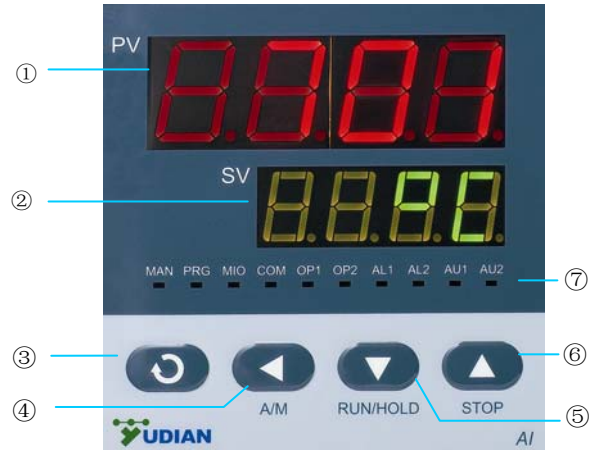 PV
①
SV
②
°C
MAN PRG MIO COM OP1 OP2 AL1 AL2 AU1 AU2
⑦
③
⑥
④
A/M RUN/HOLD STOP
⑤
YUDIAN
AI